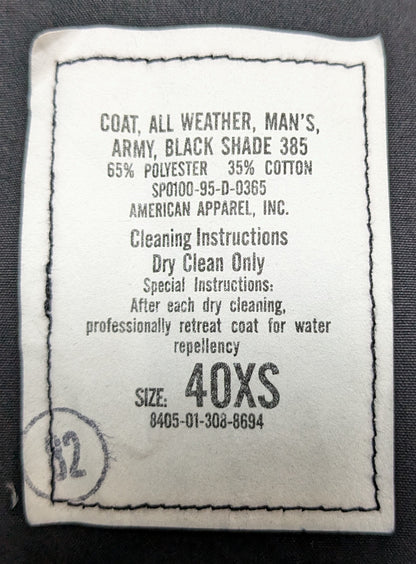 COAT, ALL WEATHER, MAN'S,
ARMY, BLACK SHADE 385
65% POLYESTER 35% COTTON
SP0100-95-D-0365
AMERICAN APPAREL, INC.
Cleaning Instructions
Dry Clean Only
Special Instructions:
After each dry cleaning,
professionally retreat coat for water
repellency
SIZE: 40XS
8405-01-308-8694